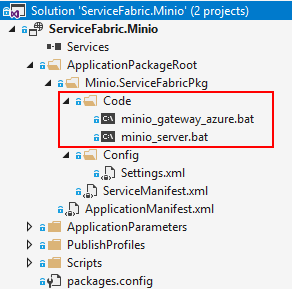 Solution 'ServiceFabric.Minio' (2 projects)
ServiceFabric.Minio
Services
ApplicationPackageRoot
Minio.ServiceFabricPkg
Code
minio_gateway_azure.bat
minio_server.bat
Config
Settings.xml
ServiceManifest.xml
ApplicationManifest.xml
ApplicationParameters
PublishProfiles
Scripts
packages.config